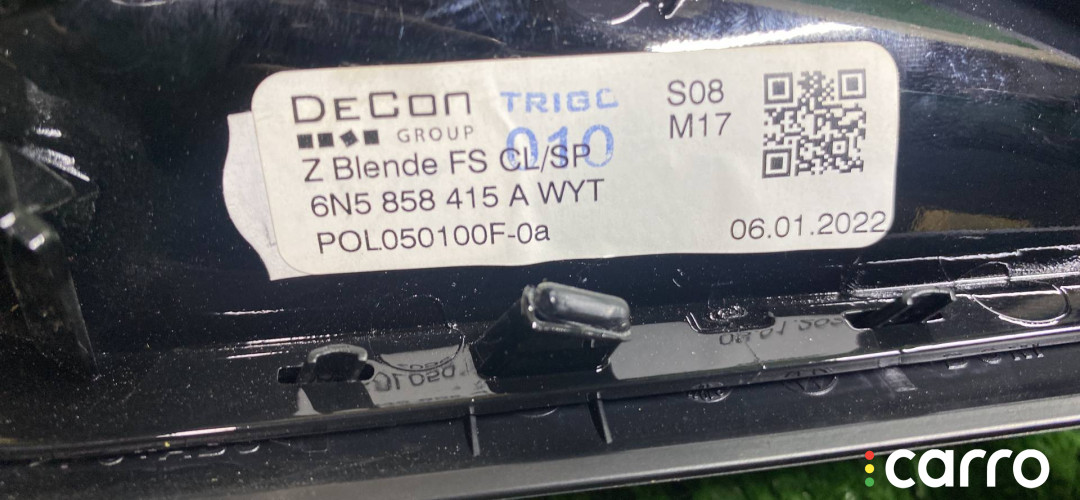 DECON TRIGO S08
GROUP 010 M17
Z Blende FS CL/SP
6N5 858 415 A WYT
POL050100F-0a 06.01.2022
carro